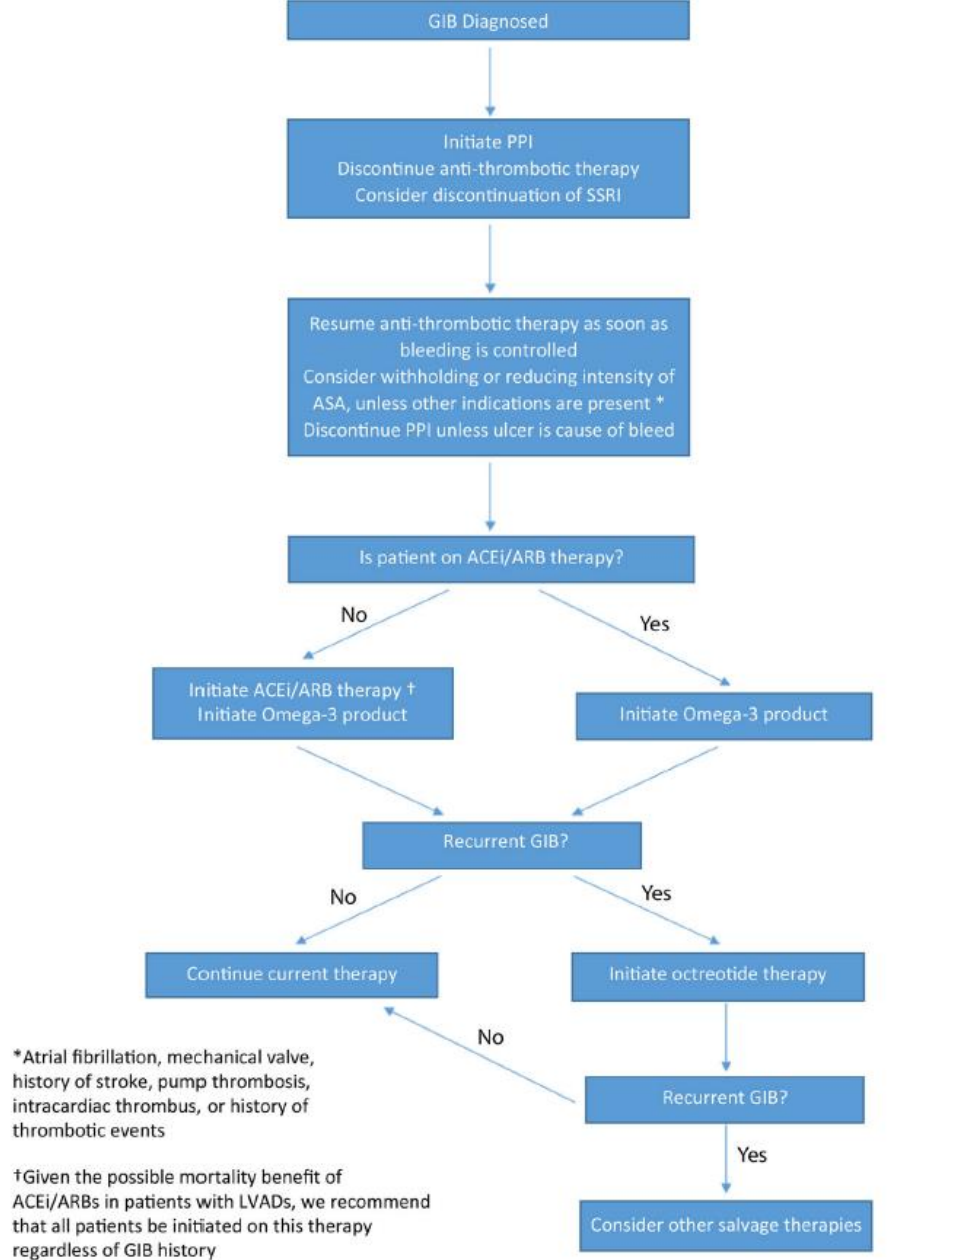 GIB Diagnosed
Initiate PPI
Discontinue anti-thrombotic therapy
Consider discontinuation of SSRI
Resume anti-thrombotic therapy as soon as
bleeding is controlled
Consider withholding or reducing intensity of
ASA, unless other indications are present *
Discontinue PPI unless ulcer is cause of bleed
Is patient on ACEi/ARB therapy?
No
Yes
Initiate ACEi/ARB therapy †
Initiate Omega-3 product
Initiate Omega-3 product
Recurrent GIB?
No
Yes
Continue current therapy
Initiate octreotide therapy
No
Recurrent GIB?
Yes
Consider other salvage therapies
*Atrial fibrillation, mechanical valve,
history of stroke, pump thrombosis,
intracardiac thrombus, or history of
thrombotic events
†Given the possible mortality benefit of
ACEi/ARBs in patients with LVADs, we recommend
that all patients be initiated on this therapy
regardless of GIB history